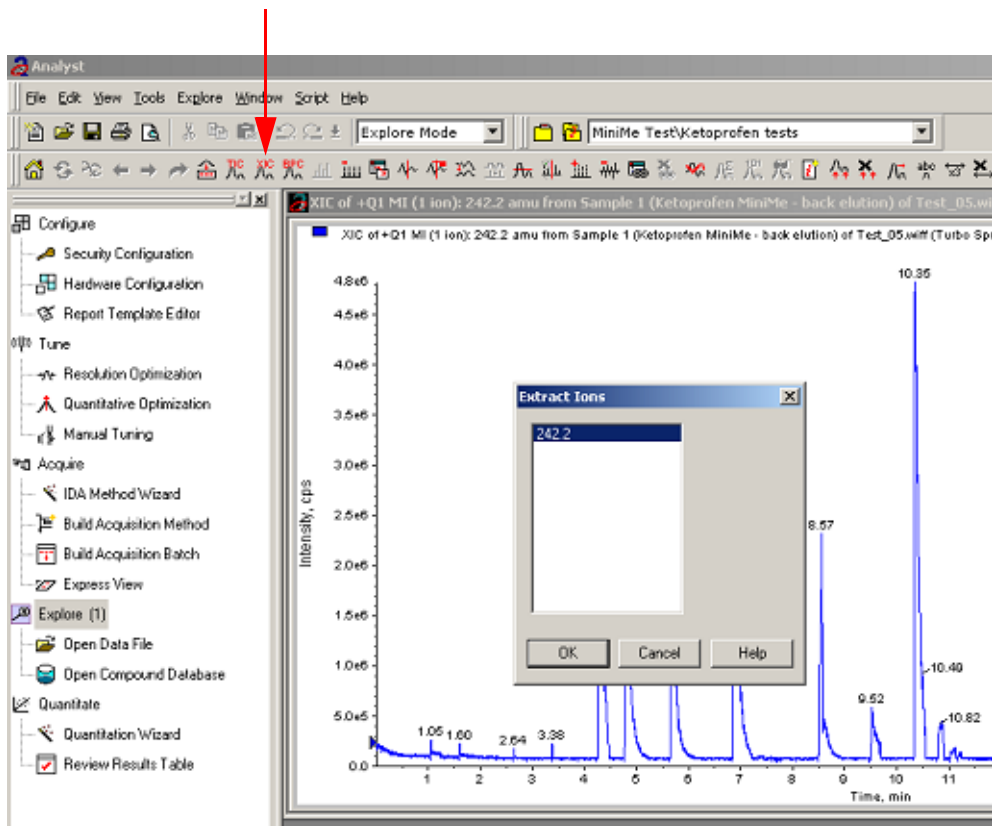 Analyst
File Edit View Tools Explore Window Script Help
Explore Mode
MiniMe Test\Ketoprofen tests
TIC XIC BPC
XIC of +Q1 MI (1 ion): 242.2 amu from Sample 1 (Ketoprofen MiniMe - back elution) of Test_05.wi
XIC of +Q1 MI (1 ion): 242.2 amu from Sample 1 (Ketoprofen MiniMe - back elution) of Test_05.wiff (Turbo Spr
Configure
Security Configuration
Hardware Configuration
Report Template Editor
Tune
Resolution Optimization
Quantitative Optimization
Manual Tuning
Acquire
IDA Method Wizard
Build Acquisition Method
Build Acquisition Batch
Express View
Explore (1)
Open Data File
Open Compound Database
Quantitate
Quantitation Wizard
Review Results Table
Intensity, cps
4.8e6
4.5e6
4.0e6
3.5e6
3.0e6
2.5e6
2.0e6
1.5e6
1.0e6
5.0e5
0.0
10.35
8.57
10.49
9.52
10.82
1.05
1.60
2.64
3.38
1 2 3 4 5 6 7 8 9 10 11
Time, min
Extract Ions
242.2
OK Cancel Help